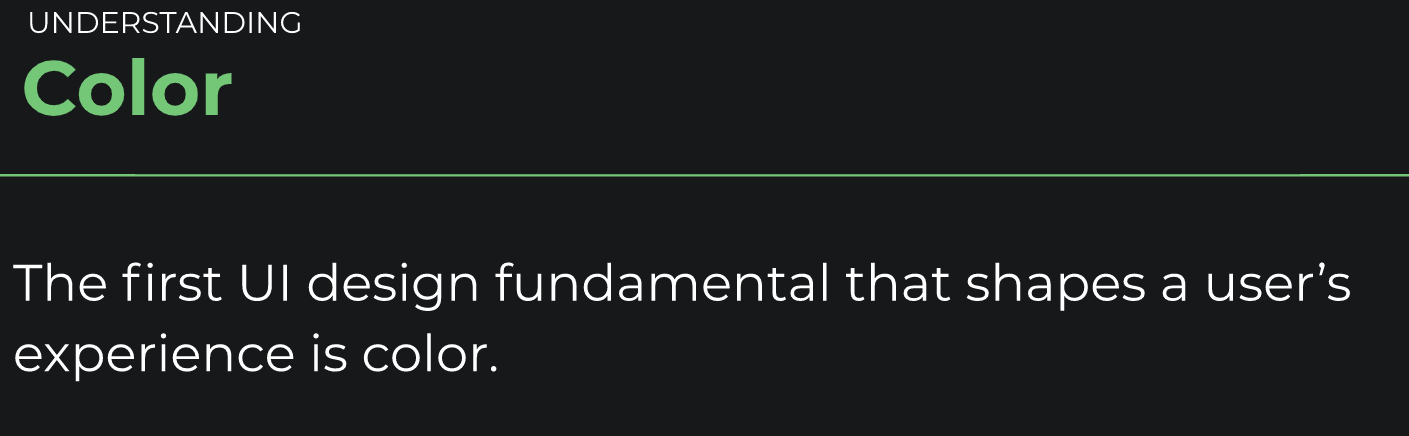 UNDERSTANDING
Color
The first UI design fundamental that shapes a user’s
experience is color.